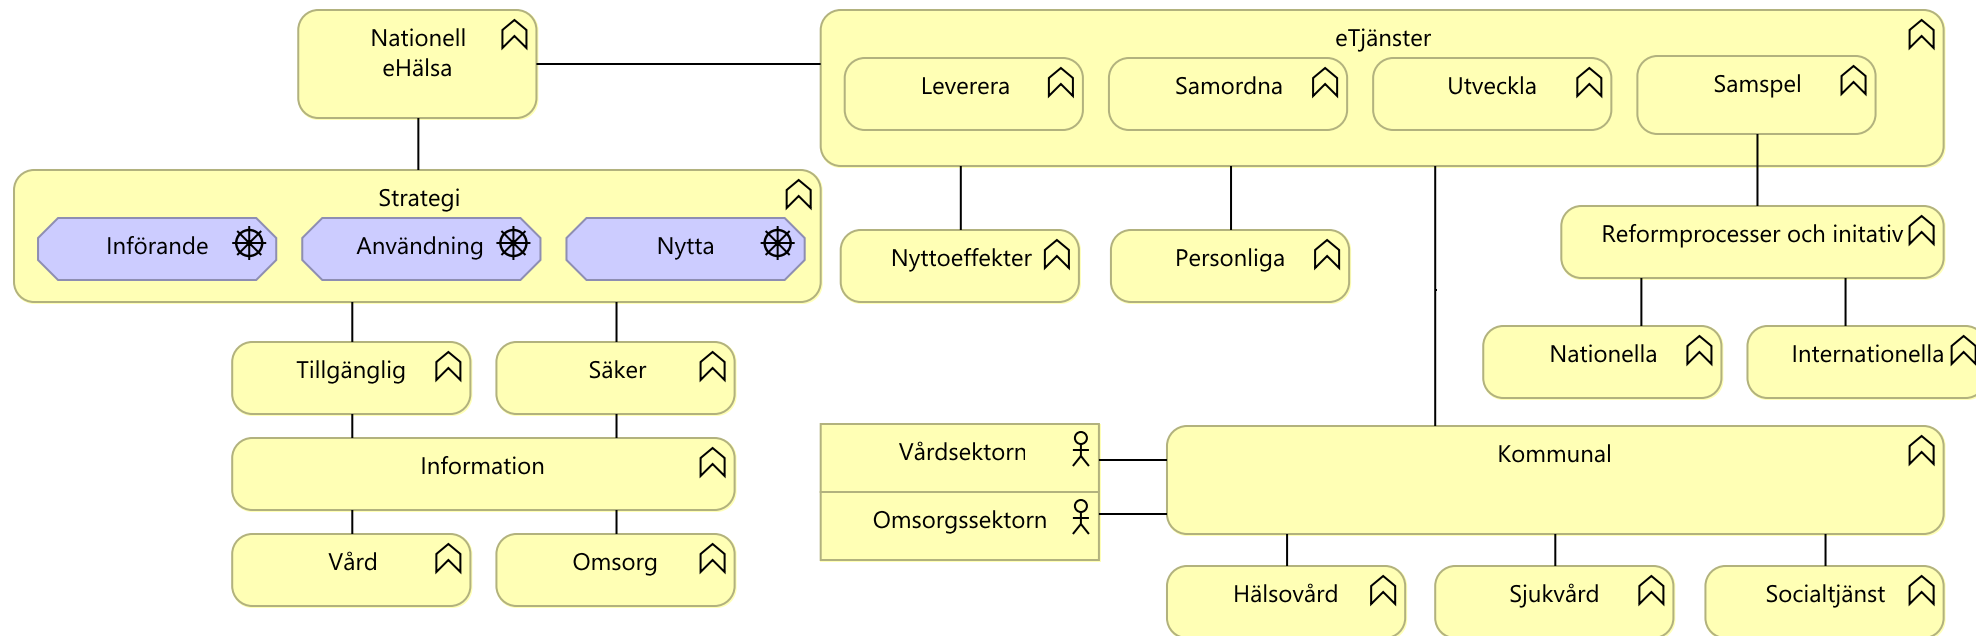 Nationell
eHälsa
eTjänster
Leverera
Samordna
Utveckla
Samspel
Strategi
Införande
Användning
Nytta
Nyttoeffekter
Personliga
Reformprocesser och initativ
Tillgänglig
Säker
Nationella
Internationella
Information
Vårdsektorn
Omsorgssektorn
Kommunal
Vård
Omsorg
Hälsovård
Sjukvård
Socialtjänst